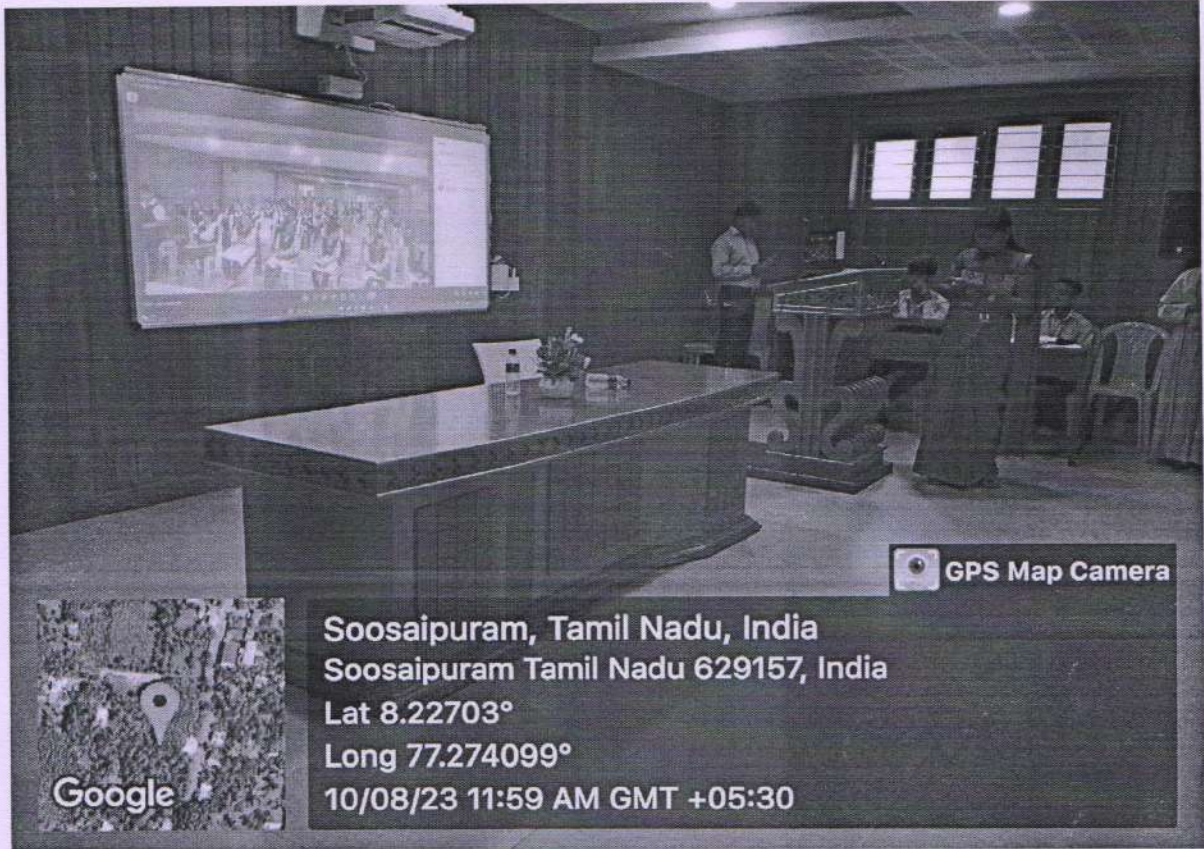 GPS Map Camera
Soosaipuram, Tamil Nadu, India
Soosaipuram Tamil Nadu 629157, India
Lat 8.22703°
Long 77.274099°
10/08/23 11:59 AM GMT +05:30
Google